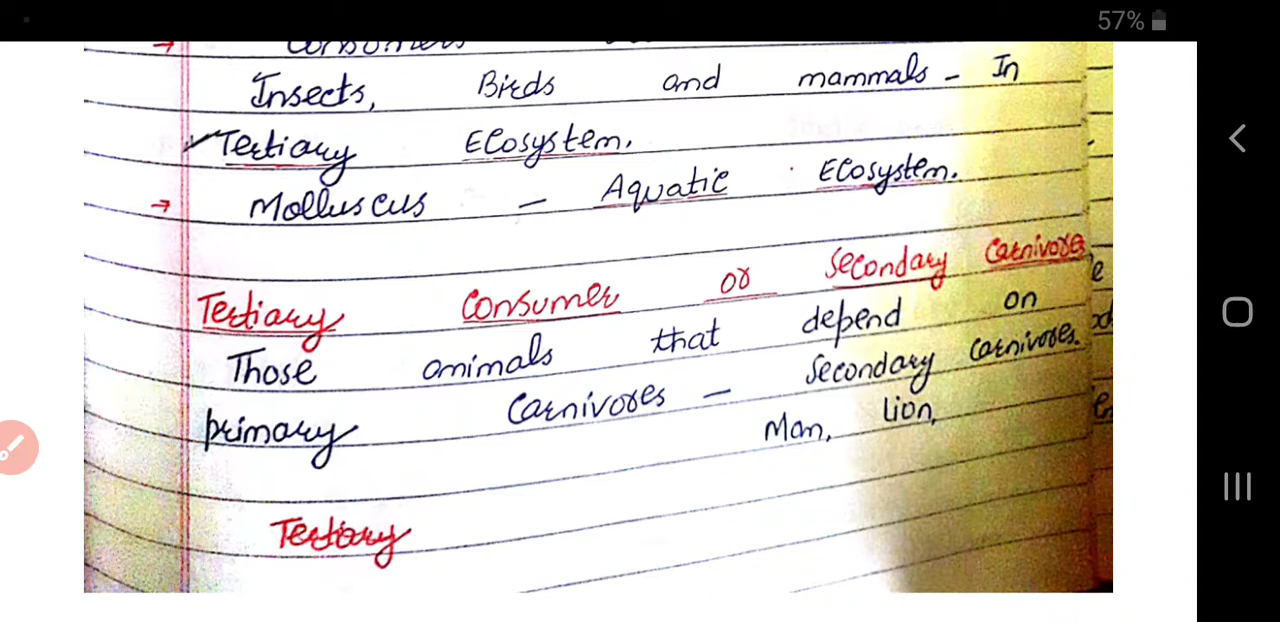 57%
Consumers
Insects, Birds and mammals - In
Tertiary Ecosystem.
→ Molluscus - Aquatic Ecosystem.
Tertiary Consumer or Secondary Carnivores
Those animals that depend on
primary Carnivores - Secondary Carnivores.
Man, lion,
Tertiary